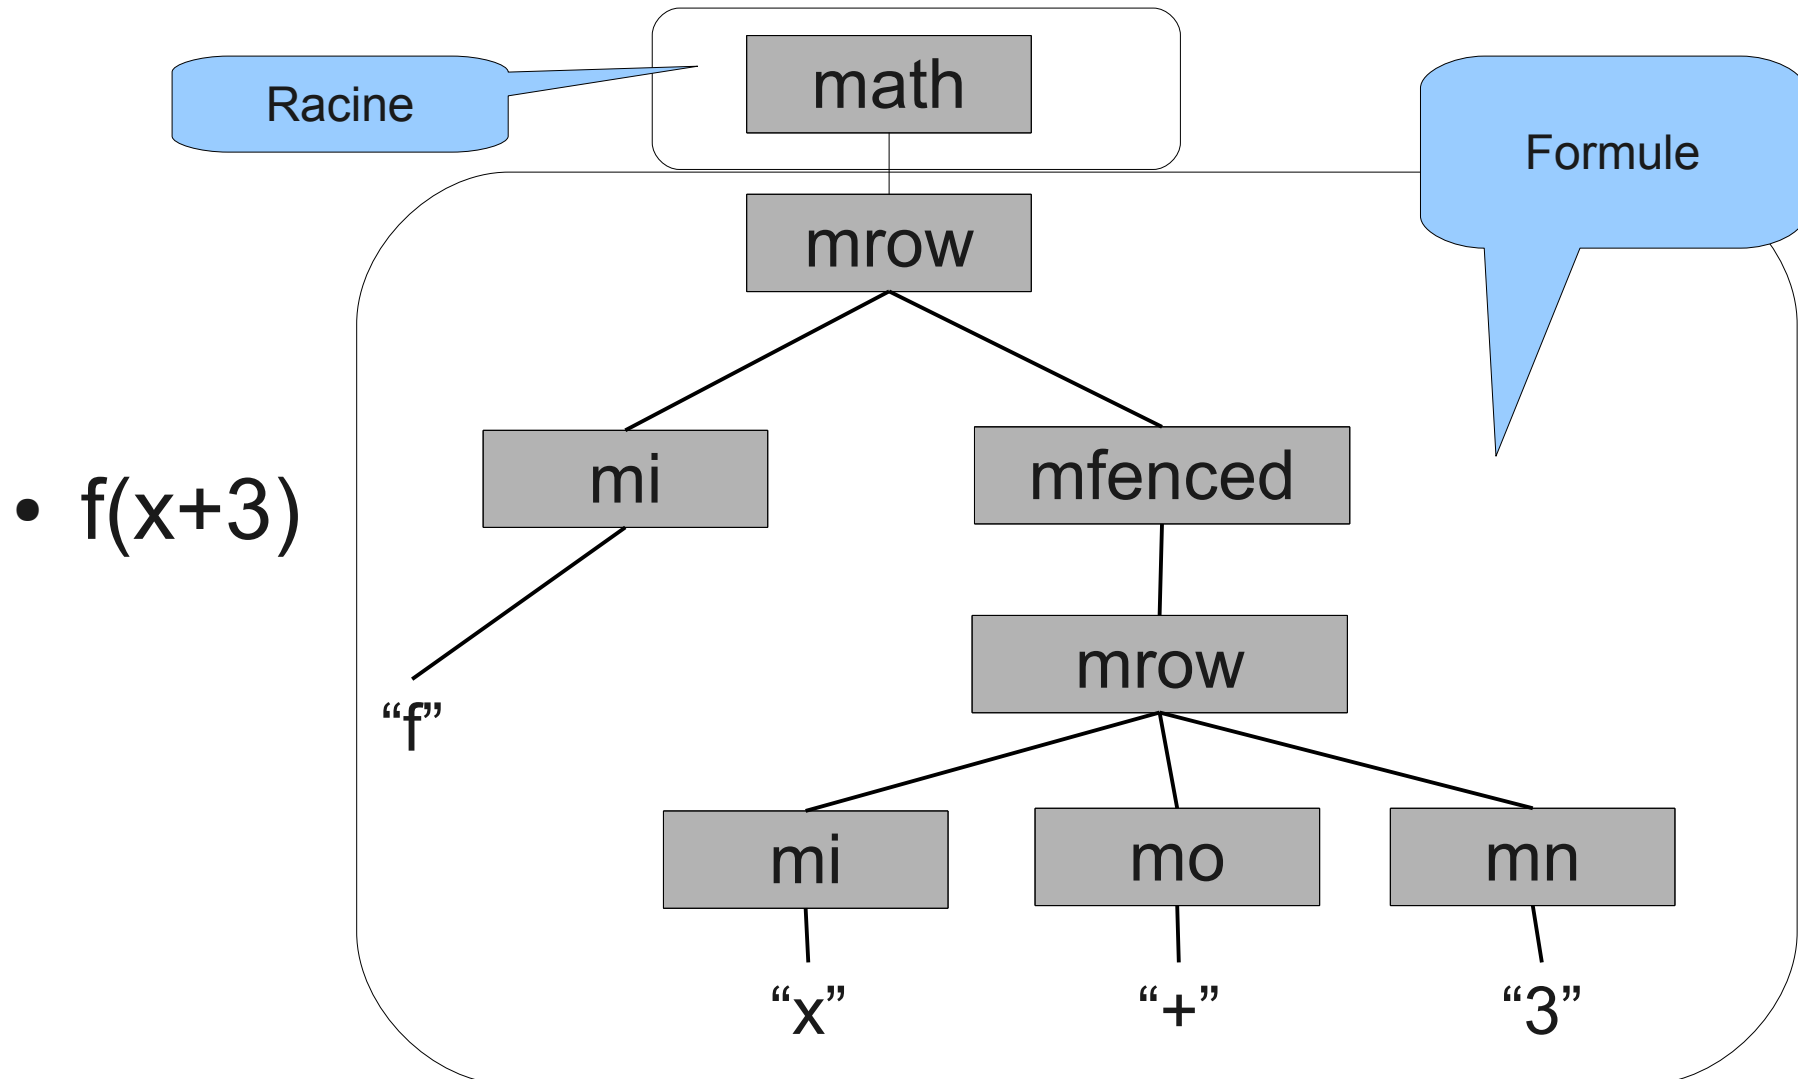 math
Racine
Formule
mrow
mi
mfenced
• f(x+3)
mrow
“f”
mi
mo
mn
“x”
“+”
“3”